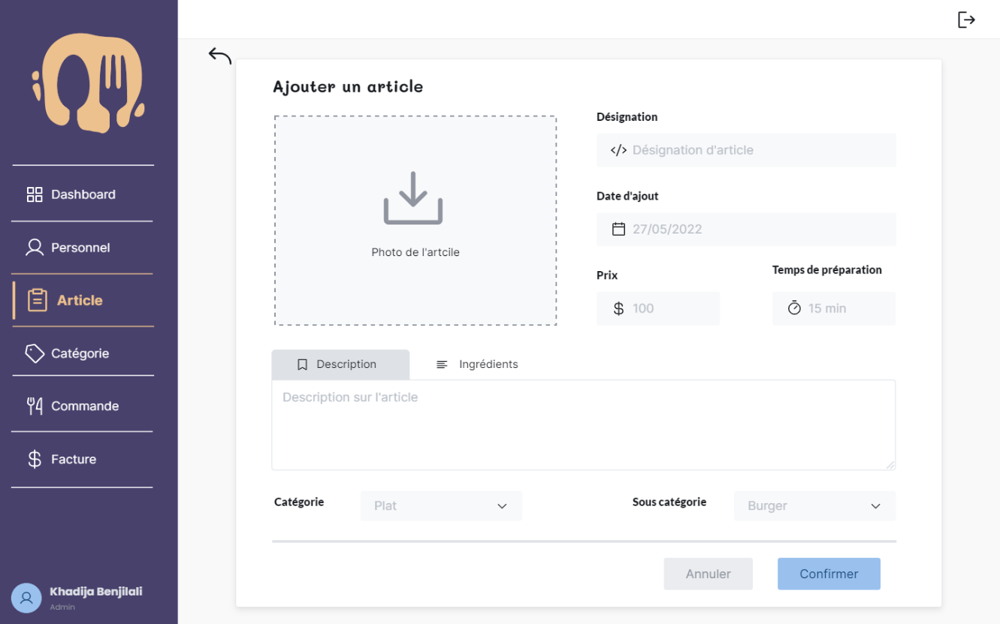 Dashboard
Personnel
Article
Catégorie
Commande
Facture
Khadija Benjilali
Admin
Ajouter un article
Photo de l'artcile
Désignation
</> Désignation d'article
Date d'ajout
27/05/2022
Prix
$ 100
Temps de préparation
15 min
Description
Ingrédients
Description sur l'article
Catégorie
Plat
Sous catégorie
Burger
Annuler
Confirmer